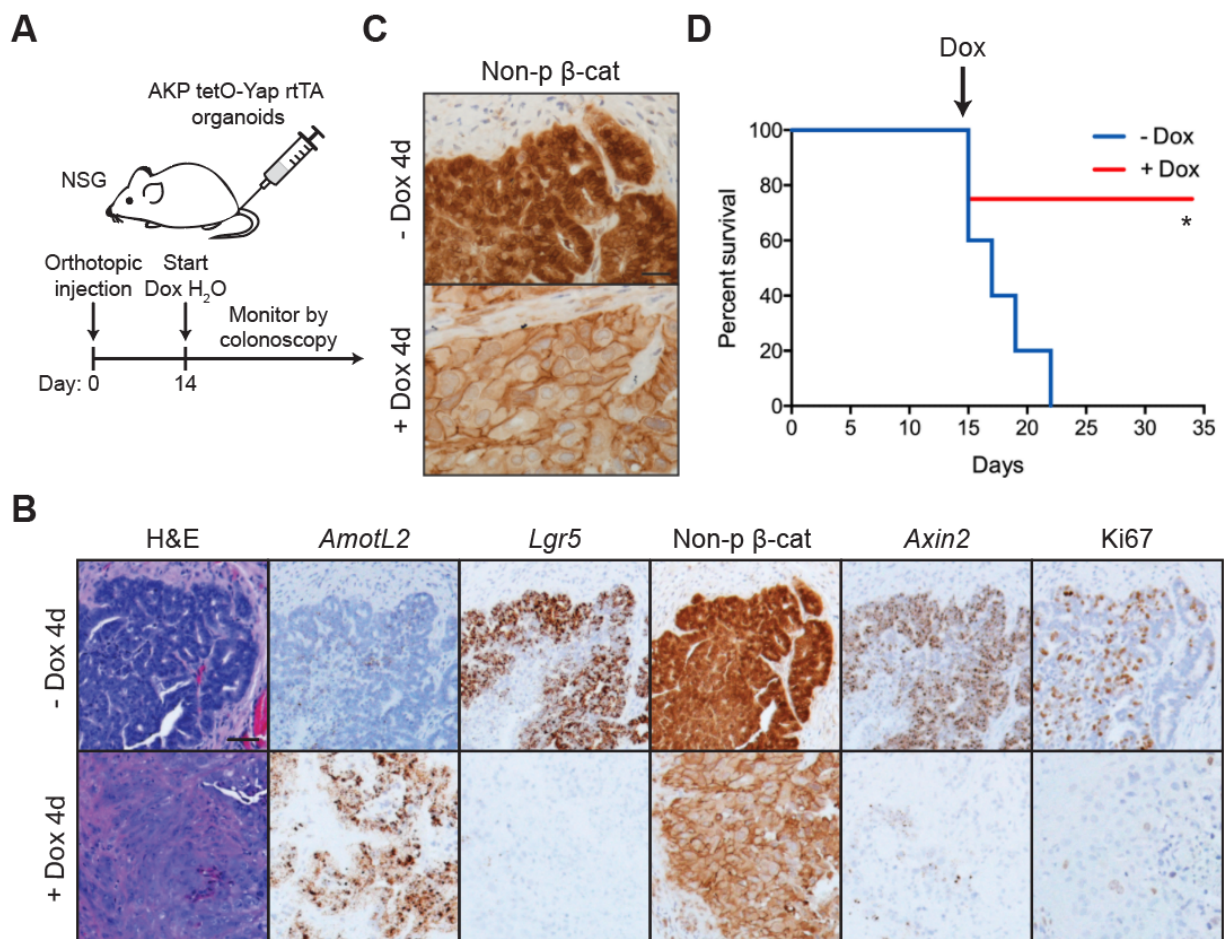 A
AKP tetO-Yap rtTA
organoids
NSG
Orthotopic
injection
Start
Dox H₂O
Monitor by
colonoscopy
Day: 0
14
C
Non-p β-cat
- Dox 4d
+ Dox 4d
D
Dox
- Dox
+ Dox
*
Percent survival
100
80
60
40
20
0
0 5 10 15 20 25 30 35
Days
B
H&E AmotL2 Lgr5 Non-p β-cat Axin2 Ki67
- Dox 4d
+ Dox 4d